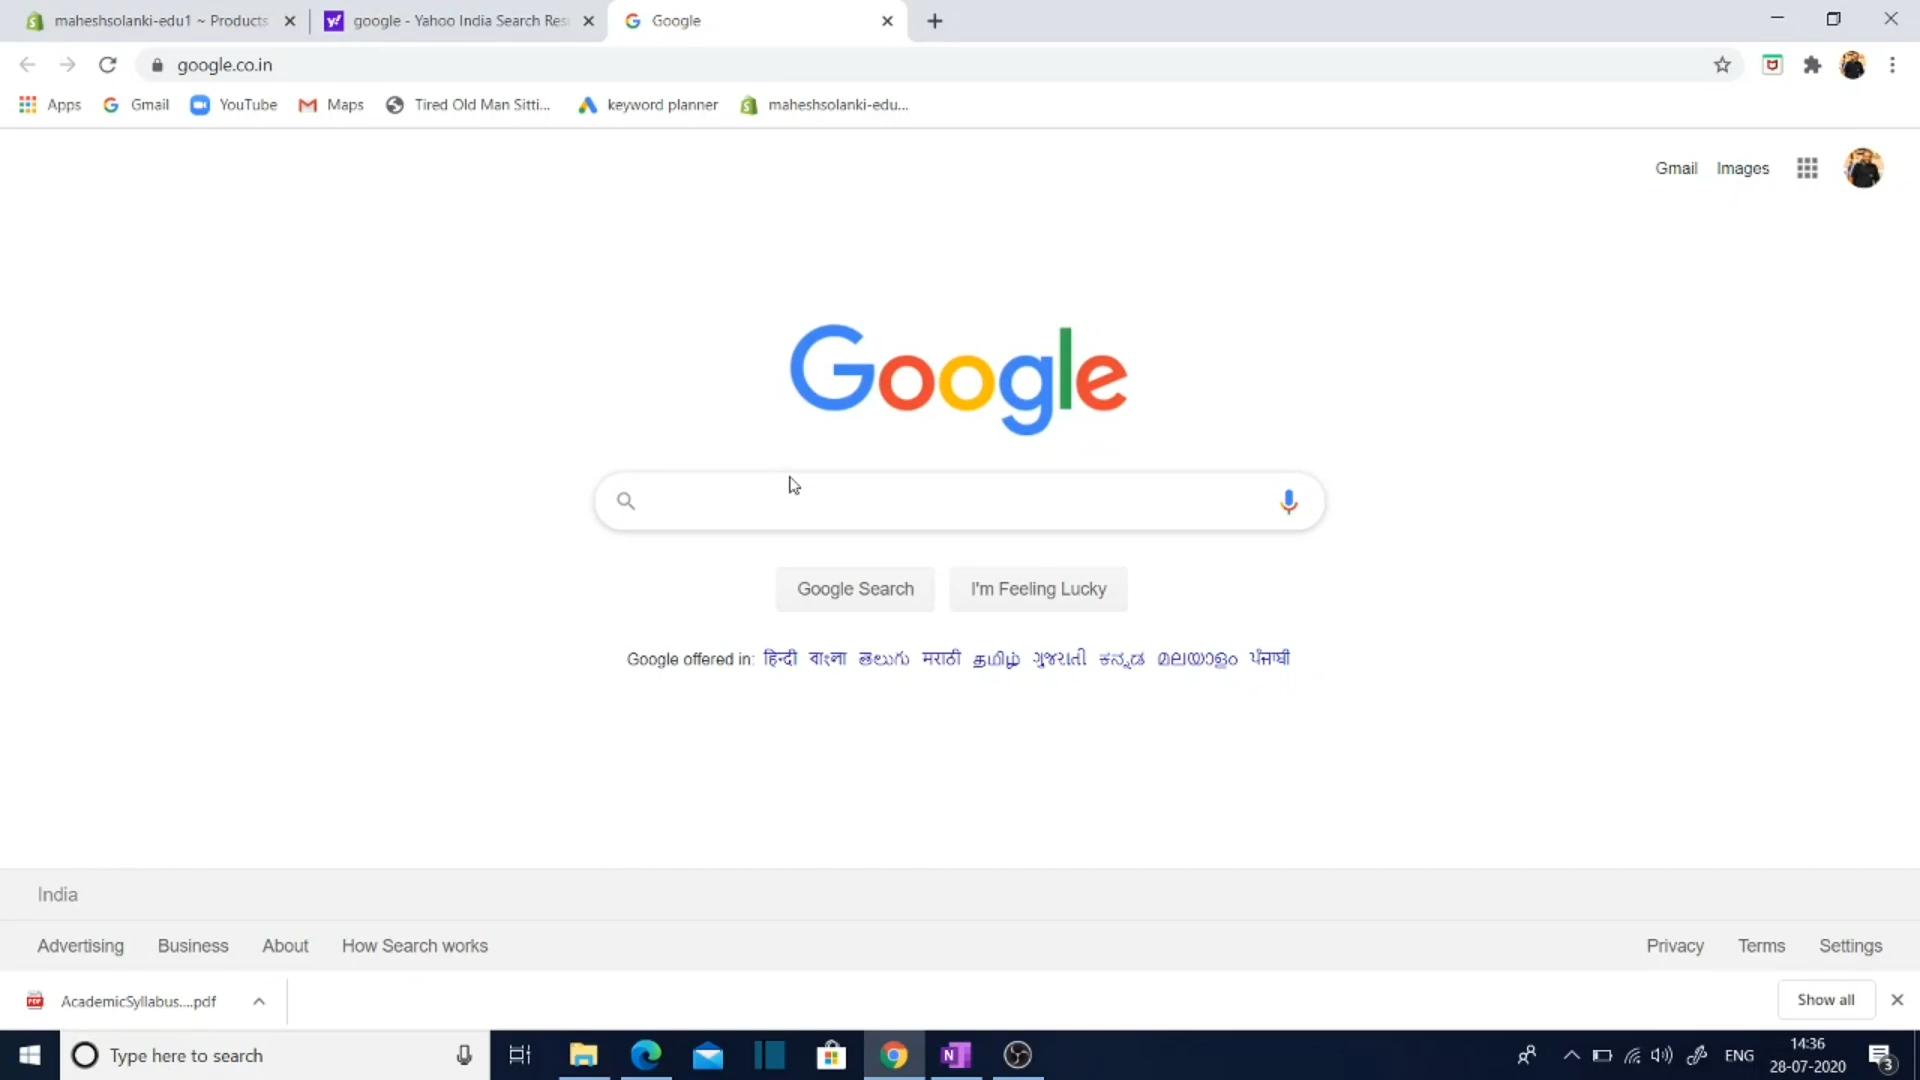 maheshsolanki-edu1 ~ Products
google - Yahoo India Search Res
Google
google.co.in
Apps
Gmail
YouTube
Maps
Tired Old Man Sitti...
keyword planner
maheshsolanki-edu...
Gmail
Images
Google
Google Search
I'm Feeling Lucky
Google offered in: हिन्दी বাংলা తెలుగు मराठी தமிழ் ગુજરાતી ಕನ್ನಡ മലയാളം ਪੰਜਾਬੀ
India
Advertising
Business
About
How Search works
Privacy
Terms
Settings
AcademicSyllabus....pdf
Show all
Type here to search
ENG
14:36
28-07-2020
3